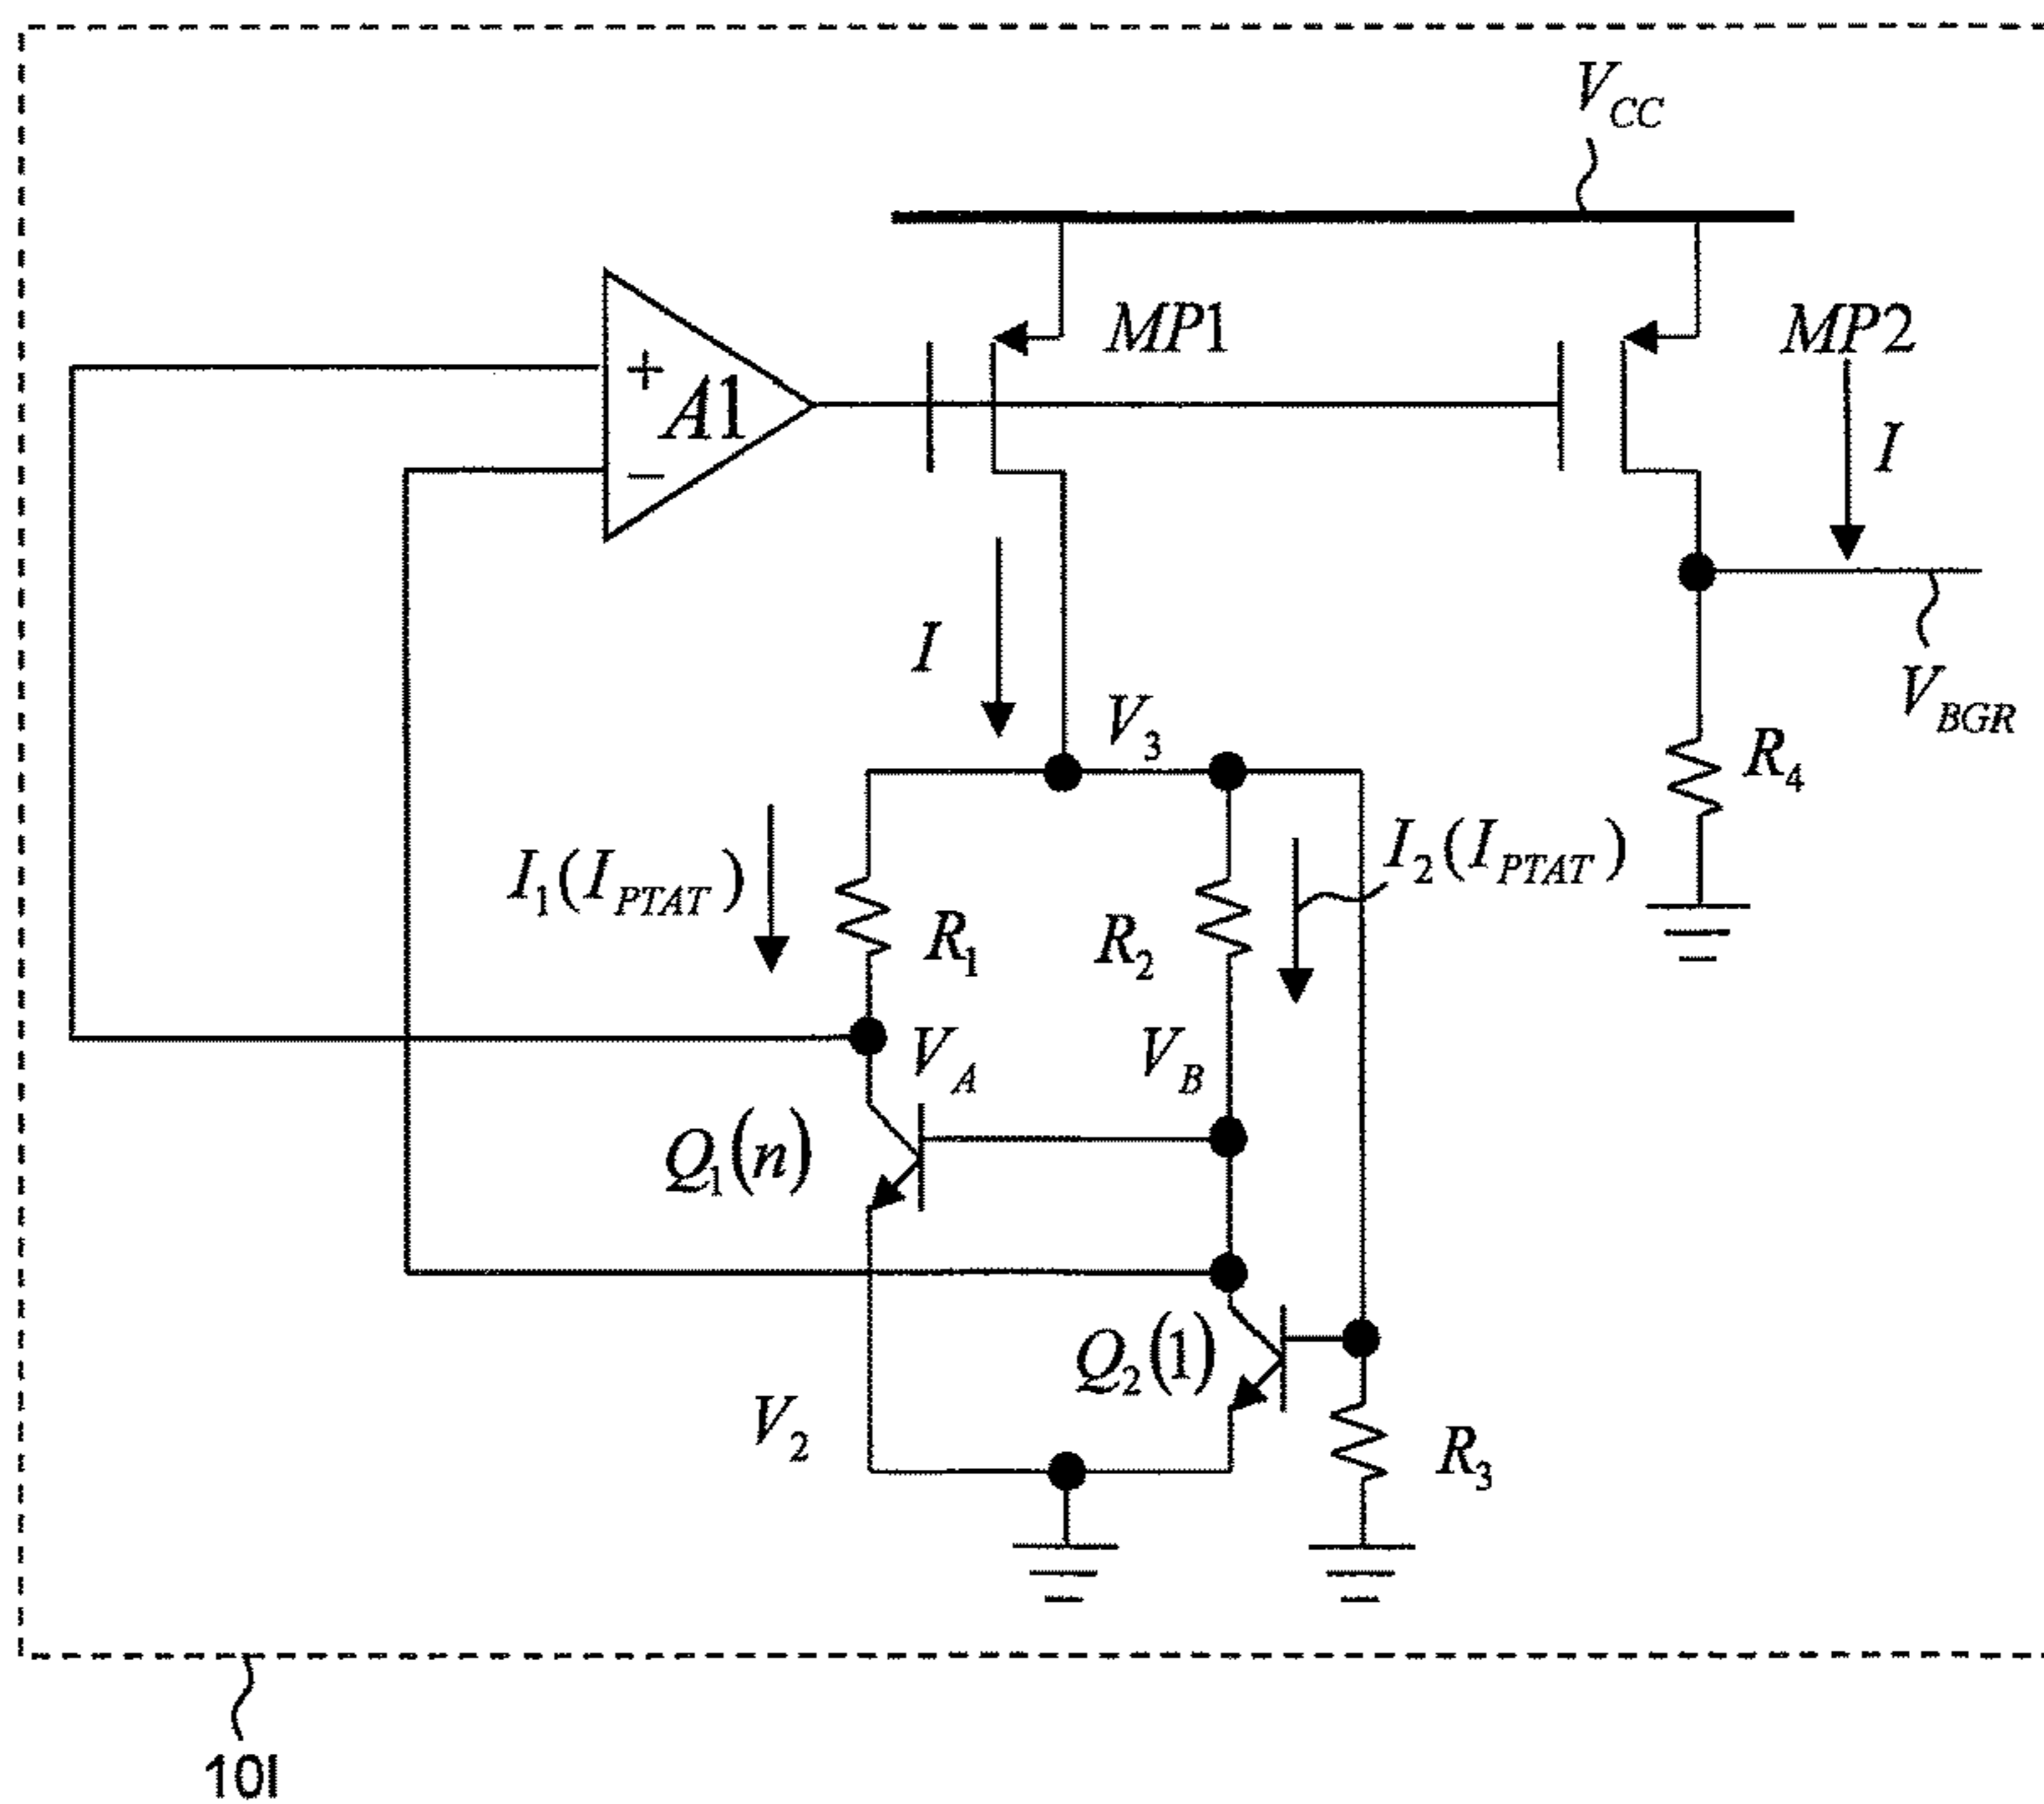 V_CC
MP1
MP2
+
A1
−
I
I
V_3
V_BGR
R_4
I_1(I_PTAT)
I_2(I_PTAT)
R_1
R_2
V_A
V_B
Q_1(n)
Q_2(1)
V_2
R_3
10I